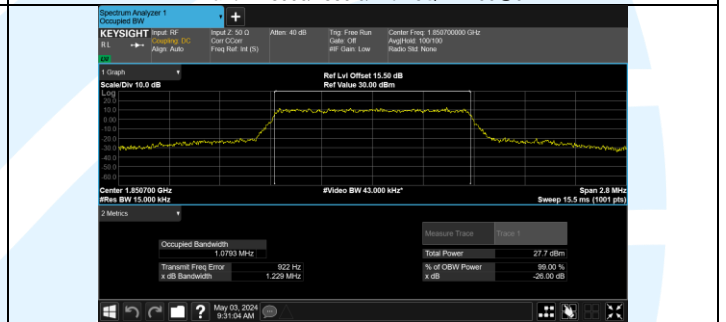 Spectrum Analyzer 1
Occupied BW
+
KEYSIGHT Input: RF Input Z: 50 Ω Atten: 40 dB Trig: Free Run Center Freq: 1.850700000 GHz
RL Coupling: DC Corr CCorr Gate: Off Avg|Hold: 100/100
Align: Auto Freq Ref: Int (S) #IF Gain: Low Radio Std: None
1 Graph Ref Lvl Offset 15.50 dB
Scale/Div 10.0 dB Ref Value 30.00 dBm
Log
20.0
10.0
0.00
-10.0
-20.0
-30.0
-40.0
-50.0
-60.0
Center 1.850700 GHz #Video BW 43.000 kHz* Span 2.8 MHz
#Res BW 15.000 kHz Sweep 15.5 ms (1001 pts)
2 Metrics
Measure Trace Trace 1
Occupied Bandwidth
1.0793 MHz Total Power 27.7 dBm
Transmit Freq Error 922 Hz % of OBW Power 99.00 %
x dB Bandwidth 1.229 MHz x dB -26.00 dB
? May 03, 2024
9:31:04 AM